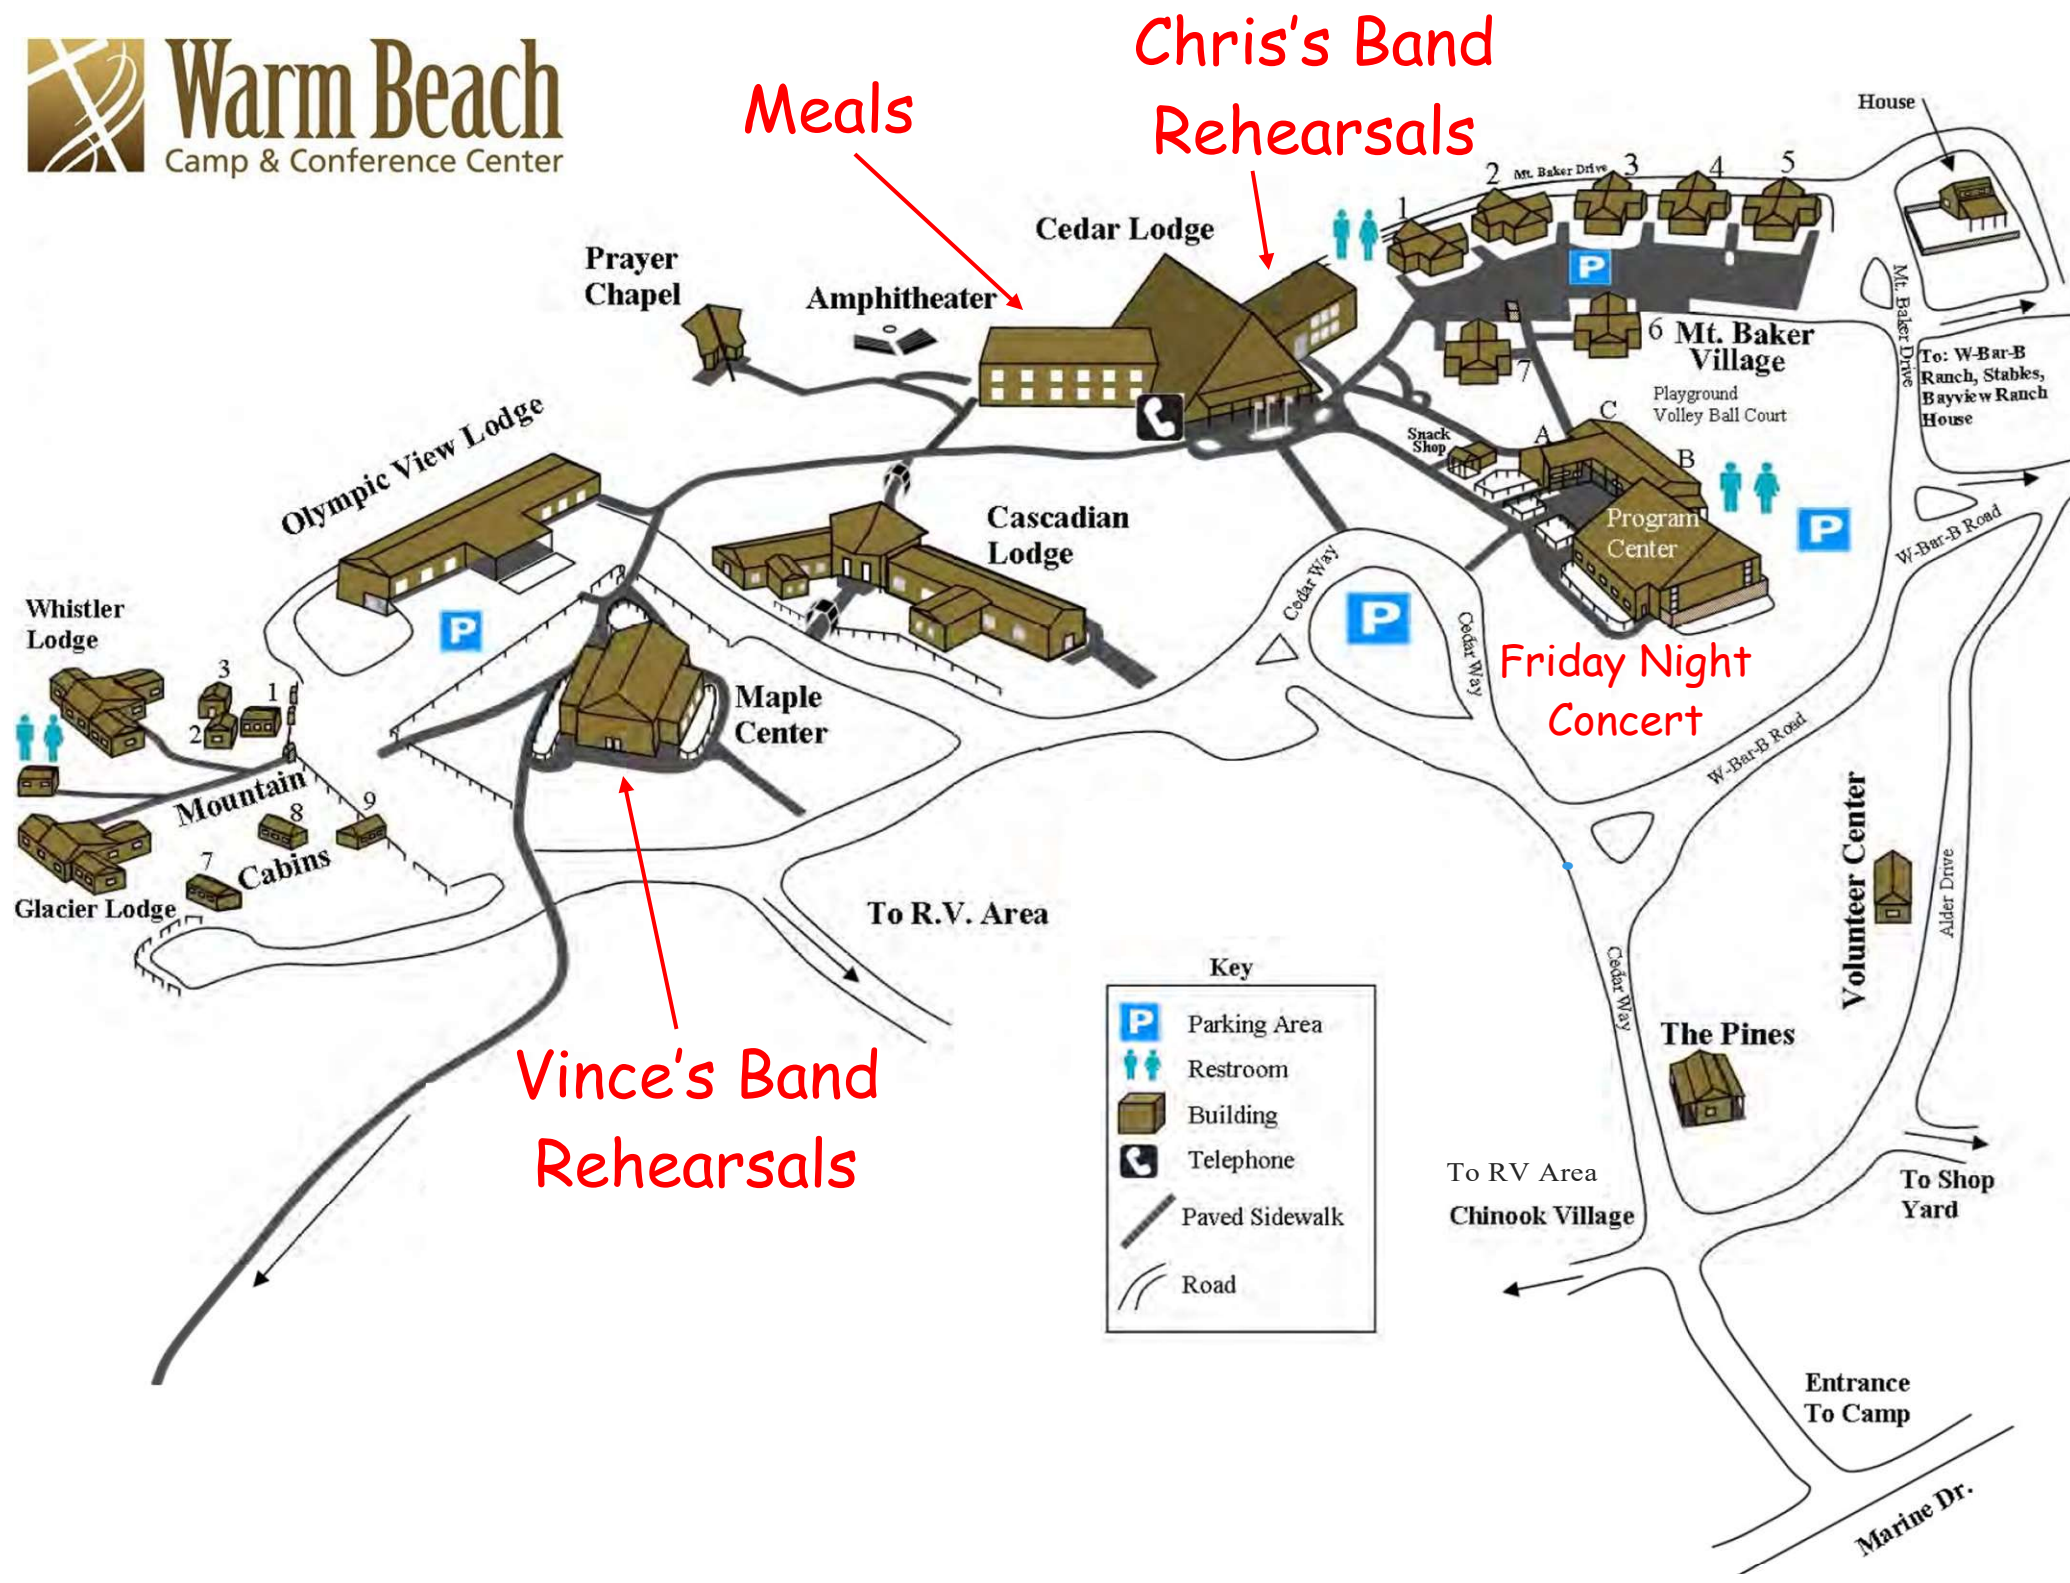 Warm Beach
Camp & Conference Center
Meals
Chris's Band
Rehearsals
House
Cedar Lodge
Prayer
Chapel
Amphitheater
1
2
Mt. Baker Drive
3
4
5
P
6
Mt. Baker
Village
7
Mt. Baker Drive
To: W-Bar-B
Ranch, Stables,
Bayview Ranch
House
Playground
Volley Ball Court
Snack
Shop
A
C
B
Program
Center
P
W-Bar-B Road
Olympic View Lodge
Cascadian
Lodge
Cedar Way
P
Cedar Way
Friday Night
Concert
W-Bar-B Road
Whistler
Lodge
P
3
1
2
Maple
Center
Mountain
8
9
7
Cabins
Glacier Lodge
To R.V. Area
Volunteer Center
Alder Drive
Cedar Way
The Pines
Vince's Band
Rehearsals
Key
P
Parking Area
Restroom
Building
Telephone
Paved Sidewalk
Road
To RV Area
Chinook Village
To Shop
Yard
Entrance
To Camp
Marine Dr.